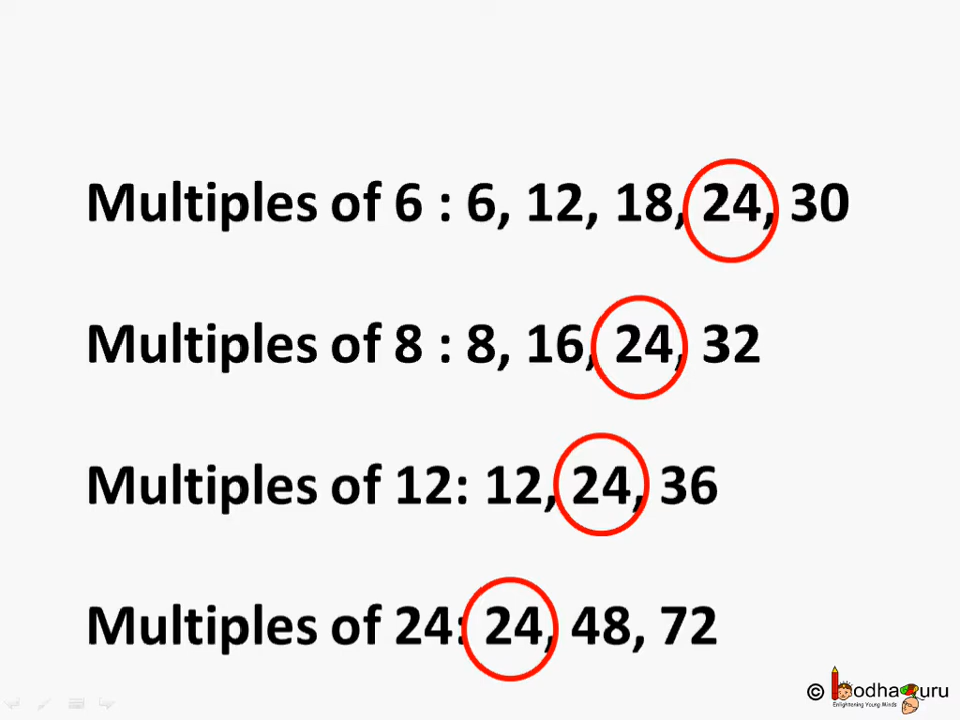 Multiples of 6 : 6, 12, 18, 24, 30
Multiples of 8 : 8, 16, 24, 32
Multiples of 12: 12, 24, 36
Multiples of 24: 24, 48, 72
© bodhaguru
Enlightening Young Minds